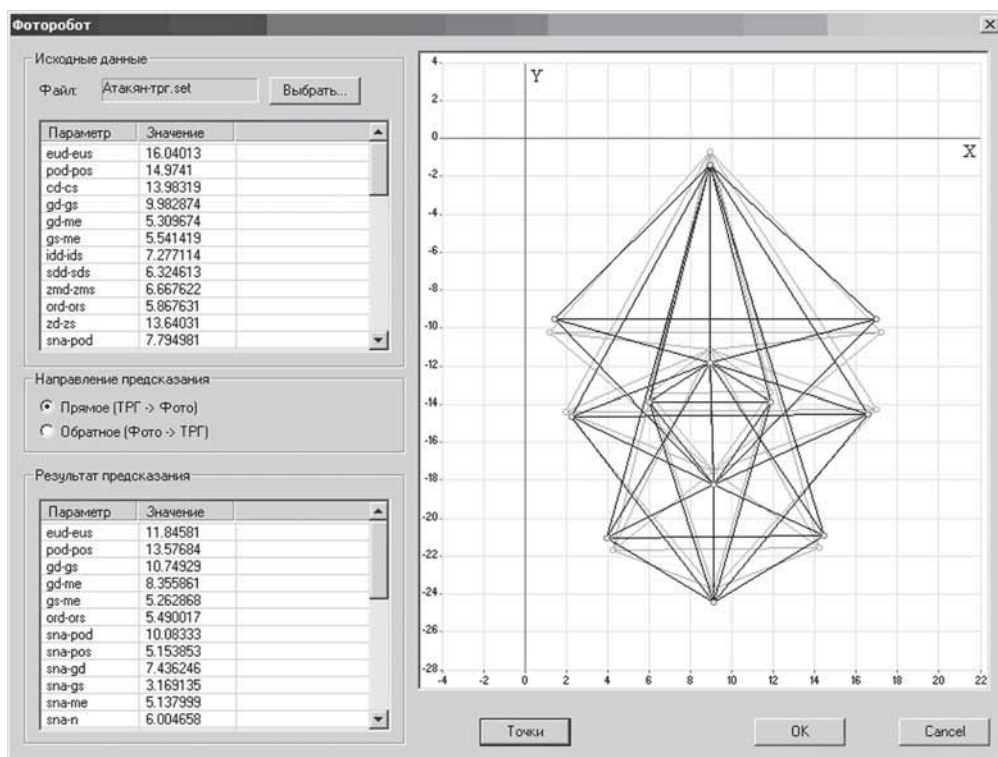 Фоторобот
Исходные данные
Файл: Атакян-трг.set Выбрать...
Параметр Значение
eud-eus 16.04013
pod-pos 14.9741
cd-cs 13.98319
gd-gs 9.982874
gd-me 5.309674
gs-me 5.541419
idd-ids 7.277114
sdd-sds 6.324613
zmd-zms 6.667622
ord-ors 5.867631
zd-zs 13.64031
sna-pod 7.794981
Направление предсказания
Прямое (ТРГ -> Фото)
Обратное (Фото -> ТРГ)
Результат предсказания
Параметр Значение
eud-eus 11.84581
pod-pos 13.57684
gd-gs 10.74929
gd-me 8.355861
gs-me 5.262868
ord-ors 5.490017
sna-pod 10.08333
sna-pos 5.153853
sna-gd 7.436246
sna-gs 3.169135
sna-me 5.137999
sna-n 6.004658
4
Y
2
0
X
-2
-4
-6
-8
-10
-12
-14
-16
-18
-20
-22
-24
-26
-28
-4 -2 0 2 4 6 8 10 12 14 16 18 20 22
Точки OK Cancel